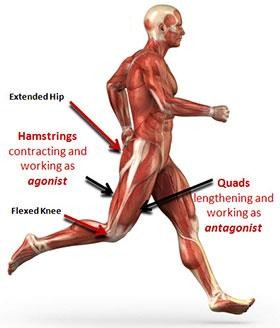 Extended Hip
Hamstrings
contracting and
working as
agonist
Quads
lengthening and
working as
antagonist
Flexed Knee